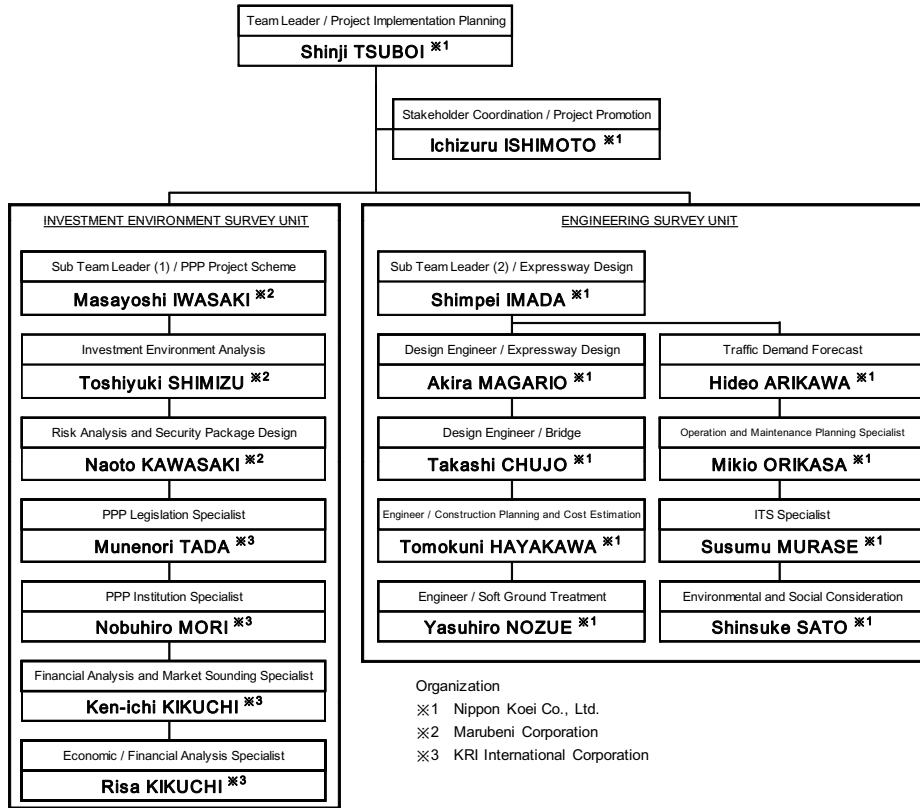 Team Leader / Project Implementation Planning
Shinji TSUBOI ※1
Stakeholder Coordination / Project Promotion
Ichizuru ISHIMOTO ※1
INVESTMENT ENVIRONMENT SURVEY UNIT
Sub Team Leader (1) / PPP Project Scheme
Masayoshi IWASAKI ※2
Investment Environment Analysis
Toshiyuki SHIMIZU ※2
Risk Analysis and Security Package Design
Naoto KAWASAKI ※2
PPP Legislation Specialist
Munenori TADA ※3
PPP Institution Specialist
Nobuhiro MORI ※3
Financial Analysis and Market Sounding Specialist
Ken-ichi KIKUCHI ※3
Economic / Financial Analysis Specialist
Risa KIKUCHI ※3
ENGINEERING SURVEY UNIT
Sub Team Leader (2) / Expressway Design
Shimpei IMADA ※1
Design Engineer / Expressway Design
Akira MAGARIO ※1
Design Engineer / Bridge
Takashi CHUJO ※1
Engineer / Construction Planning and Cost Estimation
Tomokuni HAYAKAWA ※1
Engineer / Soft Ground Treatment
Yasuhiro NOZUE ※1
Traffic Demand Forecast
Hideo ARIKAWA ※1
Operation and Maintenance Planning Specialist
Mikio ORIKASA ※1
ITS Specialist
Susumu MURASE ※1
Environmental and Social Consideration
Shinsuke SATO ※1
Organization
※1 Nippon Koei Co., Ltd.
※2 Marubeni Corporation
※3 KRI International Corporation